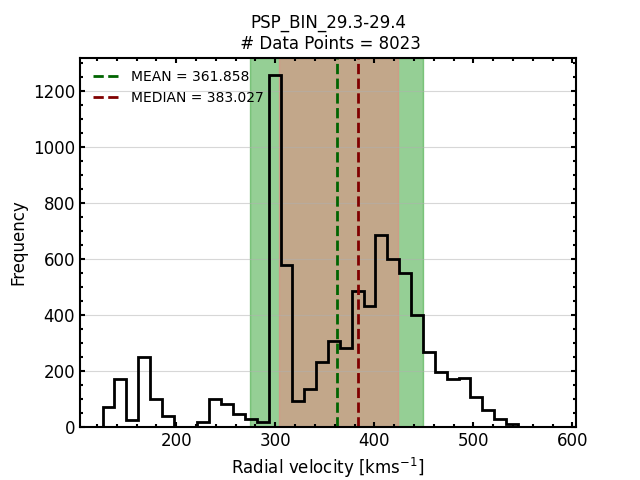 PSP_BIN_29.3-29.4
# Data Points = 8023
MEAN = 361.858
MEDIAN = 383.027
1200
1000
800
600
400
200
0
Frequency
200
300
400
500
600
Radial velocity [kms⁻¹]